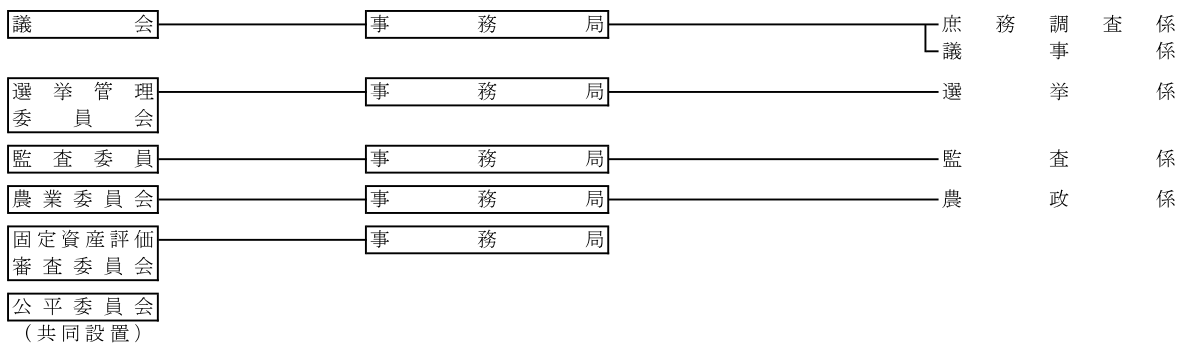 議会 事務局 庶務調査係
議事係
選挙管理 事務局 選挙係
委員会
監査委員 事務局 監査係
農業委員会 事務局 農政係
固定資産評価 事務局
審査委員会
公平委員会
（共同設置）